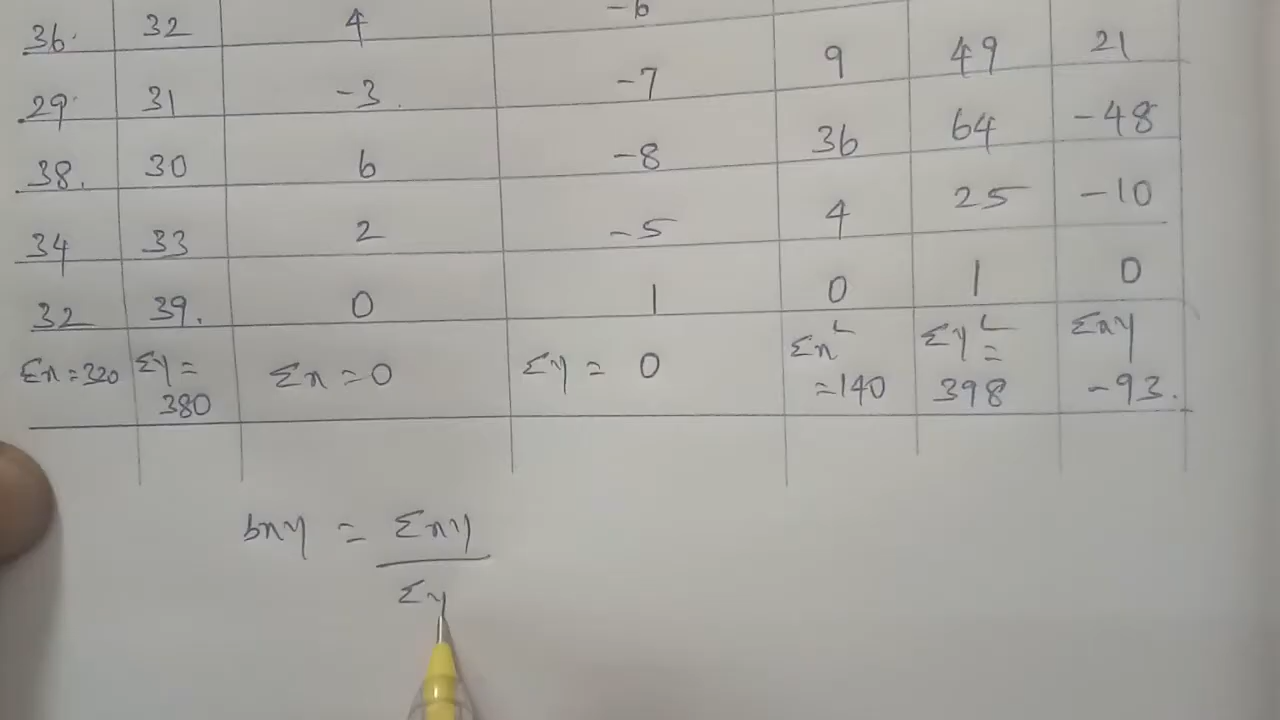 36. 32 4 -6
29. 31 -3. -7 9 49 21
38. 30 6 -8 36 64 -48
34 33 2 -5 4 25 -10
32 39. 0 1 0 1 0
Σx=320 Σy= 380 Σx=0 Σy= 0 Σx² =140 Σy² = 398 Σxy -93.
bxy = Σxy
Σy